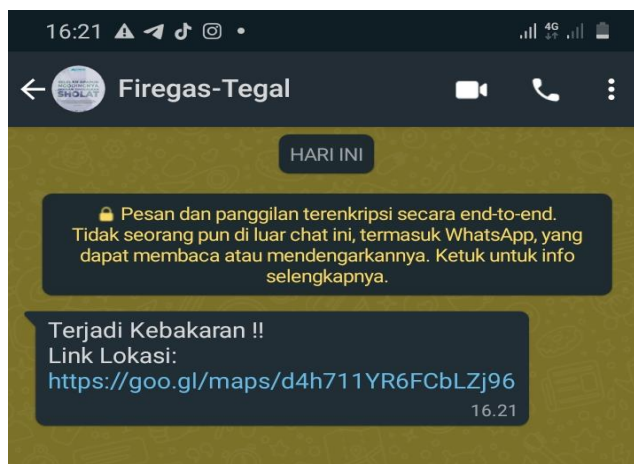 16:21
4G
Firegas-Tegal
SHOLAT
HARI INI
Pesan dan panggilan terenkripsi secara end-to-end.
Tidak seorang pun di luar chat ini, termasuk WhatsApp, yang
dapat membaca atau mendengarkannya. Ketuk untuk info
selengkapnya.
Terjadi Kebakaran !!
Link Lokasi:
https://goo.gl/maps/d4h711YR6FCbLZj96
16.21